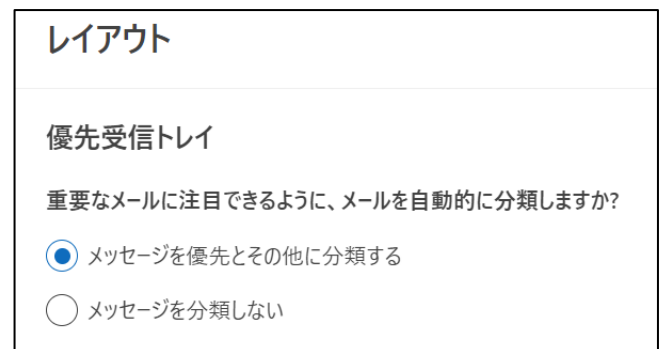 レイアウト
優先受信トレイ
重要なメールに注目できるように、メールを自動的に分類しますか?
メッセージを優先とその他に分類する
メッセージを分類しない